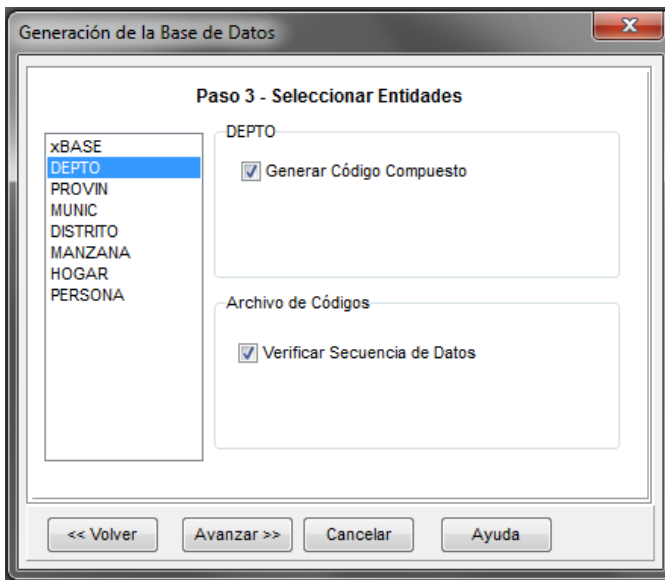 Generación de la Base de Datos
Paso 3 - Seleccionar Entidades
xBASE
DEPTO
PROVIN
MUNIC
DISTRITO
MANZANA
HOGAR
PERSONA
DEPTO
Generar Código Compuesto
Archivo de Códigos
Verificar Secuencia de Datos
<< Volver
Avanzar >>
Cancelar
Ayuda